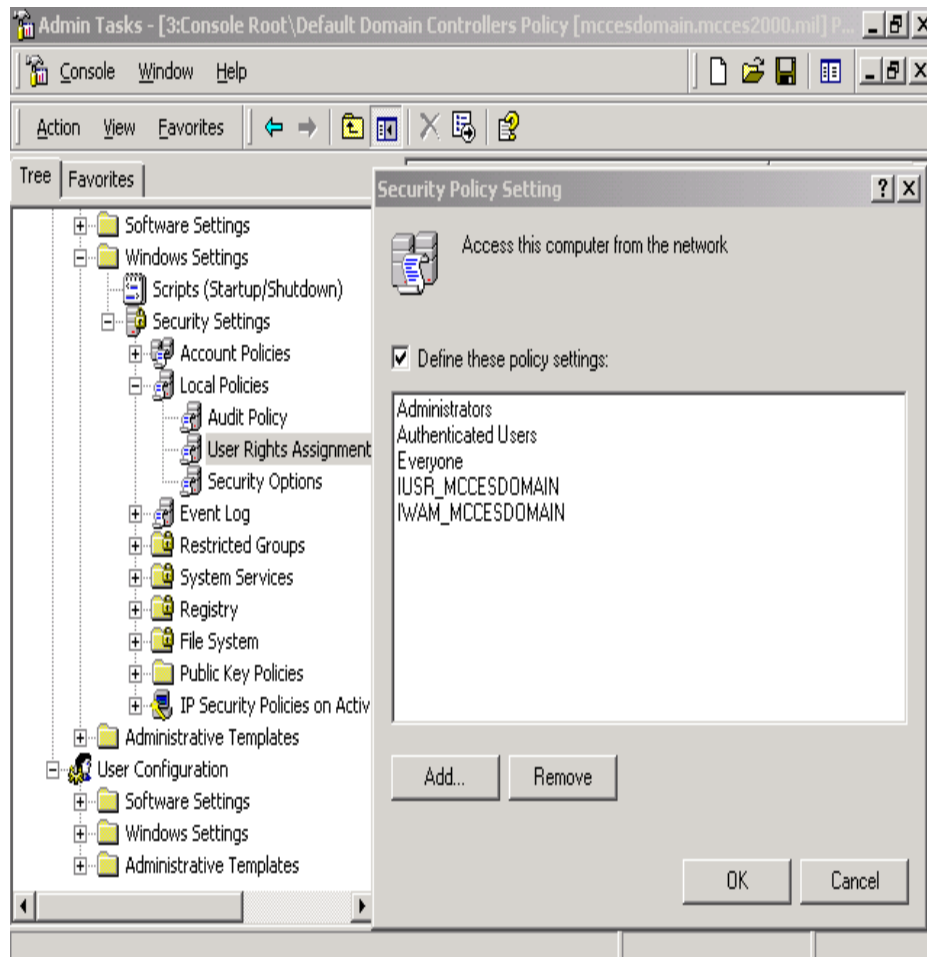 Admin Tasks - [3:Console Root\Default Domain Controllers Policy [mccesdomain.mcces2000.mil] P...
Console Window Help
Action View Favorites
Tree Favorites
Software Settings
Windows Settings
Scripts (Startup/Shutdown)
Security Settings
Account Policies
Local Policies
Audit Policy
User Rights Assignment
Security Options
Event Log
Restricted Groups
System Services
Registry
File System
Public Key Policies
IP Security Policies on Activ
Administrative Templates
User Configuration
Software Settings
Windows Settings
Administrative Templates
Security Policy Setting
Access this computer from the network
Define these policy settings:
Administrators
Authenticated Users
Everyone
IUSR_MCCESDOMAIN
IWAM_MCCESDOMAIN
Add... Remove
OK Cancel